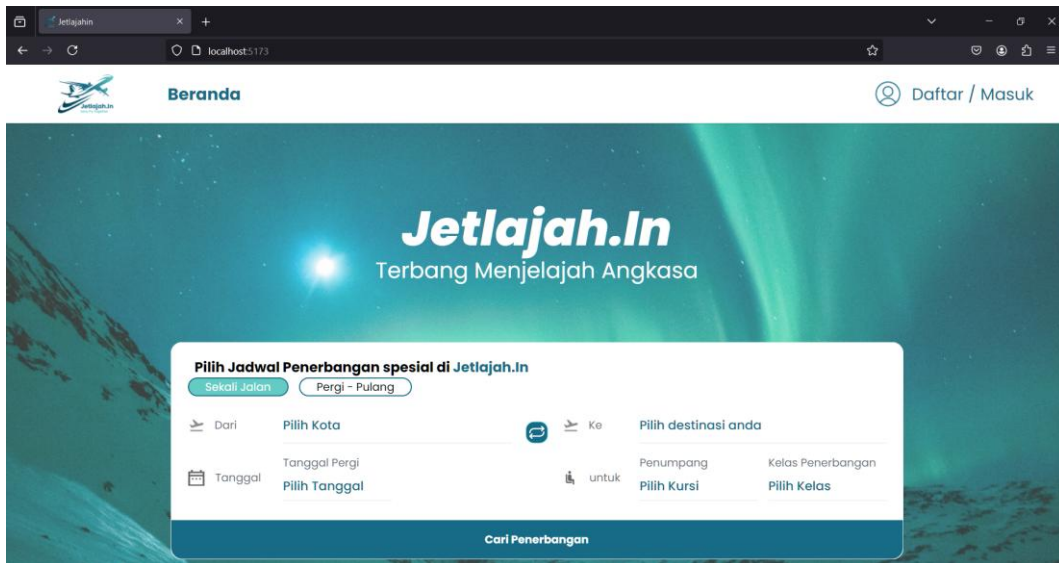 Jetlajahin
localhost:5173
Jetlajah.In
Beranda
Daftar / Masuk
Jetlajah.In
Terbang Menjelajah Angkasa
Pilih Jadwal Penerbangan spesial di Jetlajah.In
Sekali Jalan
Pergi - Pulang
Dari
Pilih Kota
Ke
Pilih destinasi anda
Tanggal
Tanggal Pergi
Pilih Tanggal
untuk
Penumpang
Pilih Kursi
Kelas Penerbangan
Pilih Kelas
Cari Penerbangan